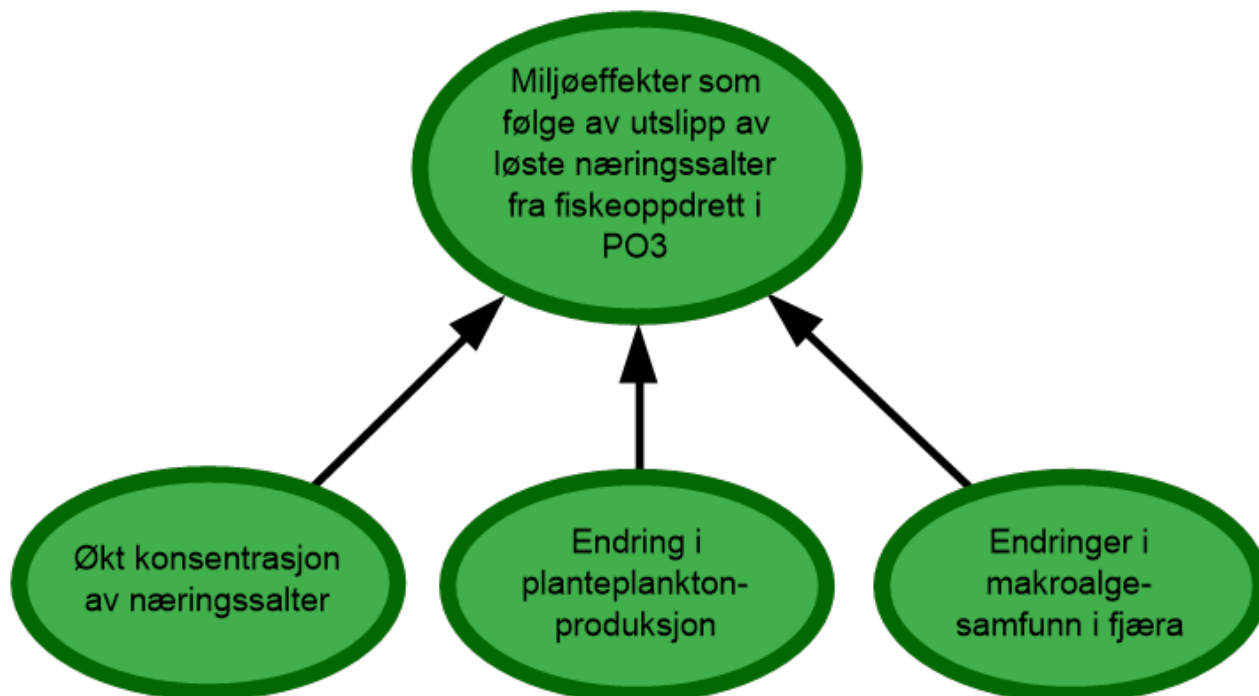 Miljøeffekter som
følge av utslipp av
løste næringssalter
fra fiskeoppdrett i
PO3
Økt konsentrasjon
av næringssalter
Endring i
planteplankton-
produksjon
Endringer i
makroalge-
samfunn i fjæra